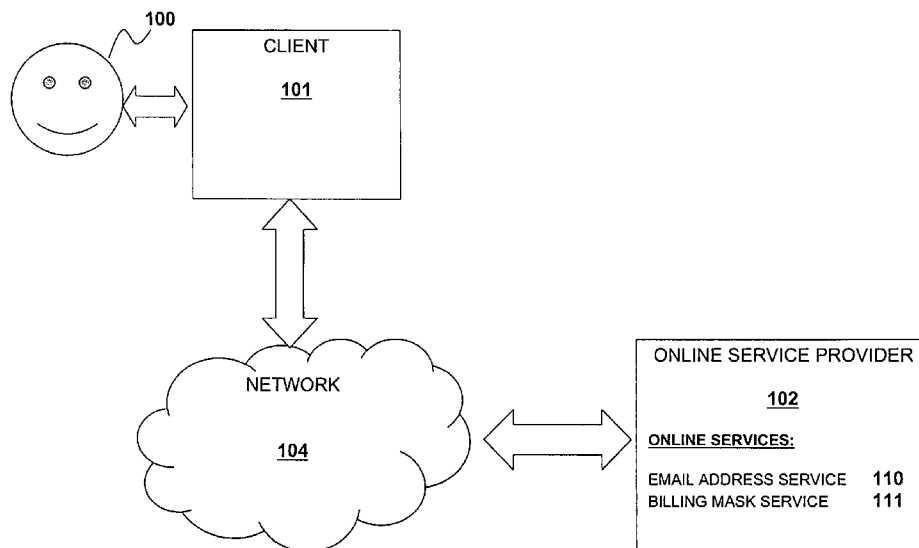 100
CLIENT
101
NETWORK
104
ONLINE SERVICE PROVIDER
102
ONLINE SERVICES:
EMAIL ADDRESS SERVICE 110
BILLING MASK SERVICE 111